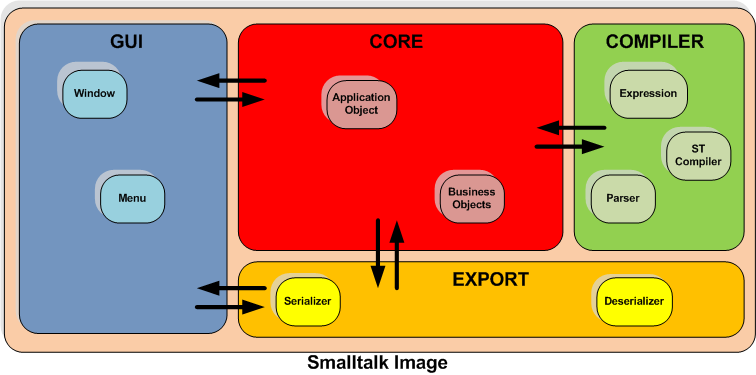 GUI
CORE
COMPILER
Window
Application
Object
Expression
ST
Compiler
Menu
Business
Objects
Parser
EXPORT
Serializer
Deserializer
Smalltalk Image